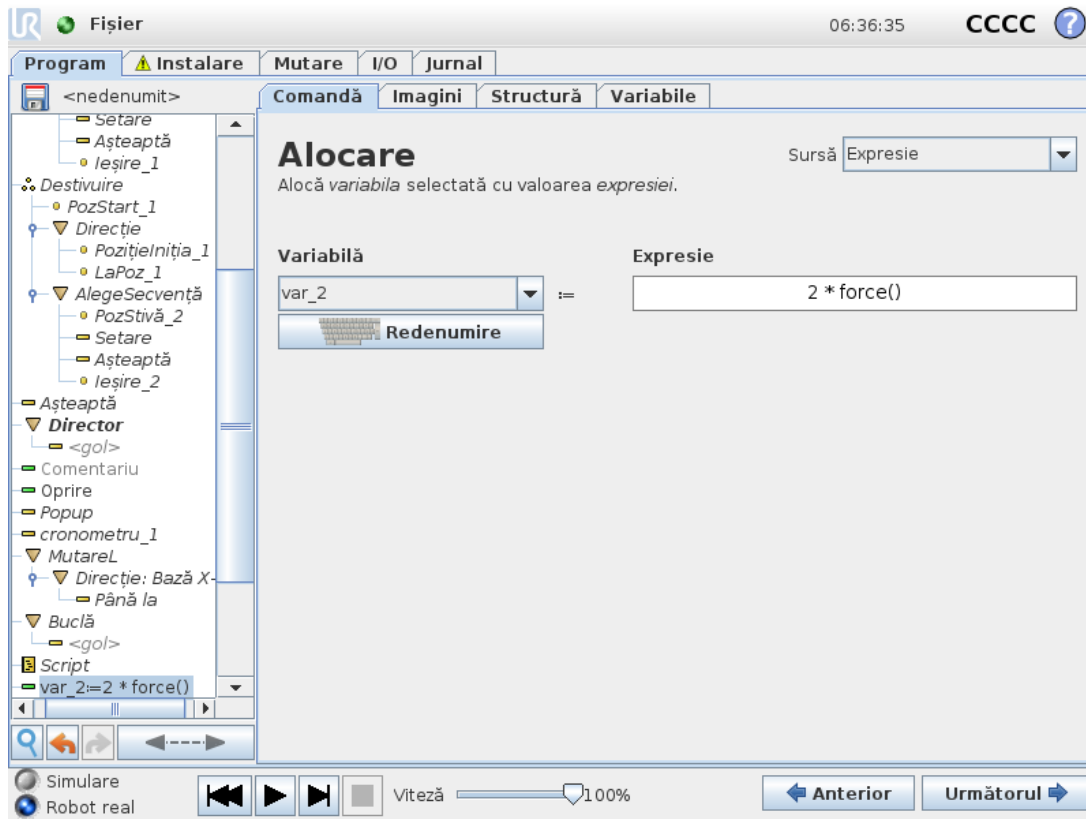 Fișier
06:36:35
CCCC
?
Program
Instalare
Mutare
I/O
Jurnal
<nedenumit>
Comandă
Imagini
Structură
Variabile
Setare
Așteaptă
Ieșire_1
Destivuire
PozStart_1
Direcție
PozițieIniția_1
LaPoz_1
AlegeSecvență
PozStivă_2
Setare
Așteaptă
Ieșire_2
Așteaptă
Director
<gol>
Comentariu
Oprire
Popup
cronometru_1
MutareL
Direcție: Bază X-
Până la
Buclă
<gol>
Script
var_2:=2 * force()
Alocare
Sursă
Expresie
Alocă variabila selectată cu valoarea expresiei.
Variabilă
Expresie
var_2
:=
2 * force()
Redenumire
Simulare
Robot real
Viteză
100%
Anterior
Următorul